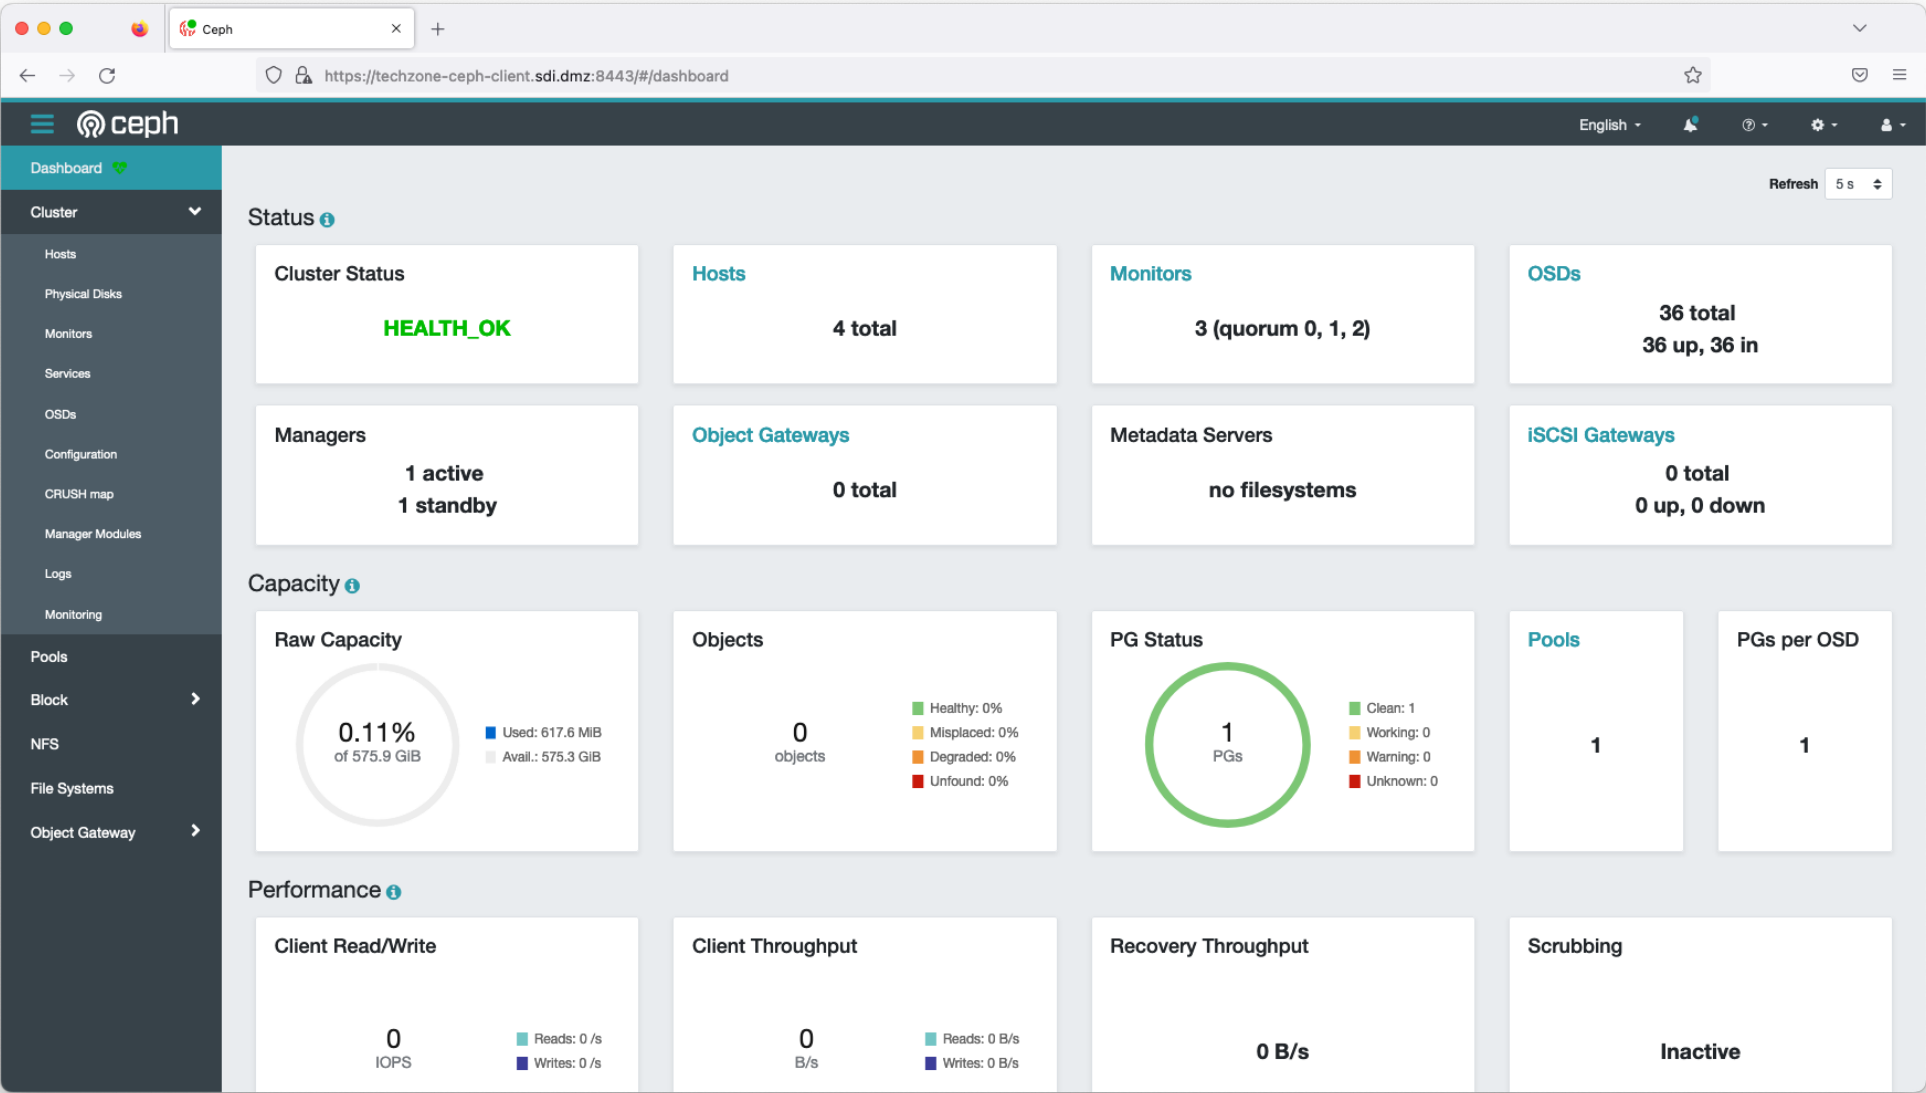 Ceph
https://techzone-ceph-client.sdi.dmz:8443/#/dashboard
ceph
English
Dashboard
Cluster
Hosts
Physical Disks
Monitors
Services
OSDs
Configuration
CRUSH map
Manager Modules
Logs
Monitoring
Pools
Block
NFS
File Systems
Object Gateway
Refresh 5 s
Status
Cluster Status
HEALTH_OK
Hosts
4 total
Monitors
3 (quorum 0, 1, 2)
OSDs
36 total
36 up, 36 in
Managers
1 active
1 standby
Object Gateways
0 total
Metadata Servers
no filesystems
iSCSI Gateways
0 total
0 up, 0 down
Capacity
Raw Capacity
0.11%
of 575.9 GiB
Used: 617.6 MiB
Avail.: 575.3 GiB
Objects
0
objects
Healthy: 0%
Misplaced: 0%
Degraded: 0%
Unfound: 0%
PG Status
1
PGs
Clean: 1
Working: 0
Warning: 0
Unknown: 0
Pools
1
PGs per OSD
1
Performance
Client Read/Write
0
IOPS
Reads: 0 /s
Writes: 0 /s
Client Throughput
0
B/s
Reads: 0 B/s
Writes: 0 B/s
Recovery Throughput
0 B/s
Scrubbing
Inactive